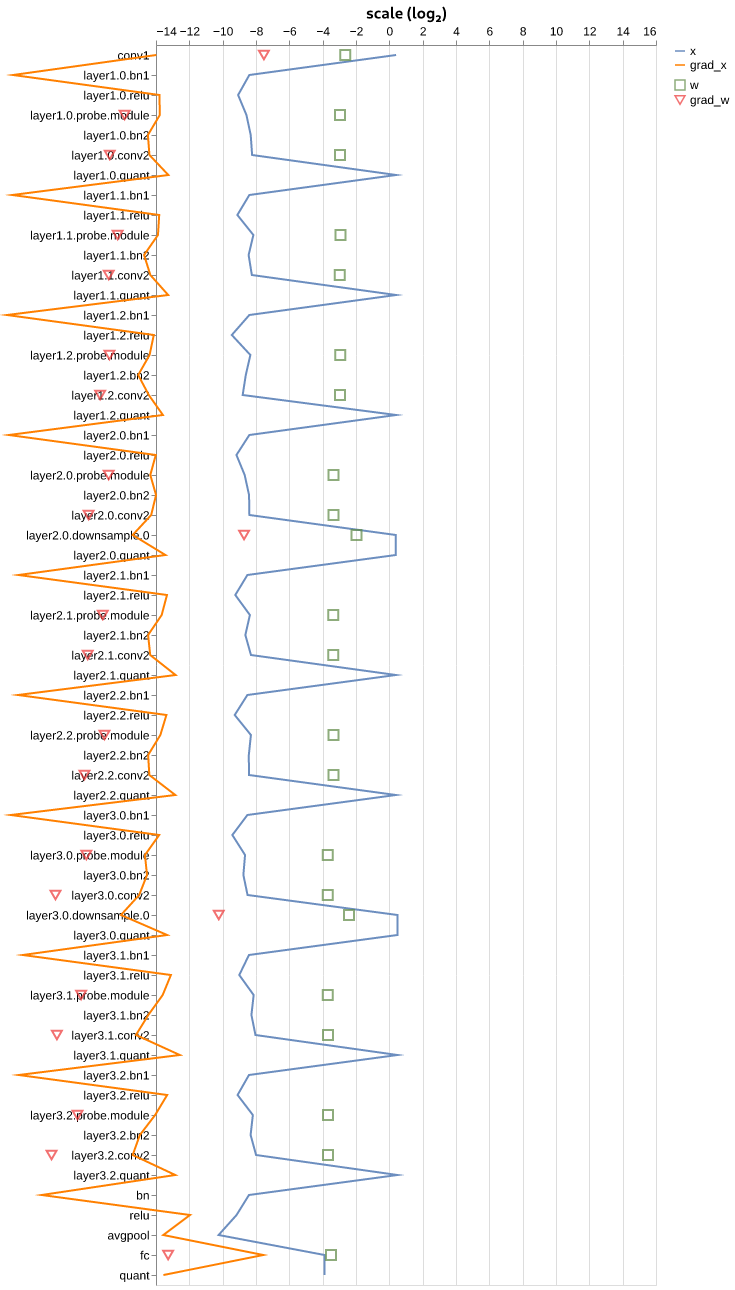 scale (log2)
−14 −12 −10 −8 −6 −4 −2 0 2 4 6 8 10 12 14 16
x
grad_x
w
grad_w
conv1
layer1.0.bn1
layer1.0.relu
layer1.0.probe.module
layer1.0.bn2
layer1.0.conv2
layer1.0.quant
layer1.1.bn1
layer1.1.relu
layer1.1.probe.module
layer1.1.bn2
layer1.1.conv2
layer1.1.quant
layer1.2.bn1
layer1.2.relu
layer1.2.probe.module
layer1.2.bn2
layer1.2.conv2
layer1.2.quant
layer2.0.bn1
layer2.0.relu
layer2.0.probe.module
layer2.0.bn2
layer2.0.conv2
layer2.0.downsample.0
layer2.0.quant
layer2.1.bn1
layer2.1.relu
layer2.1.probe.module
layer2.1.bn2
layer2.1.conv2
layer2.1.quant
layer2.2.bn1
layer2.2.relu
layer2.2.probe.module
layer2.2.bn2
layer2.2.conv2
layer2.2.quant
layer3.0.bn1
layer3.0.relu
layer3.0.probe.module
layer3.0.bn2
layer3.0.conv2
layer3.0.downsample.0
layer3.0.quant
layer3.1.bn1
layer3.1.relu
layer3.1.probe.module
layer3.1.bn2
layer3.1.conv2
layer3.1.quant
layer3.2.bn1
layer3.2.relu
layer3.2.probe.module
layer3.2.bn2
layer3.2.conv2
layer3.2.quant
bn
relu
avgpool
fc
quant